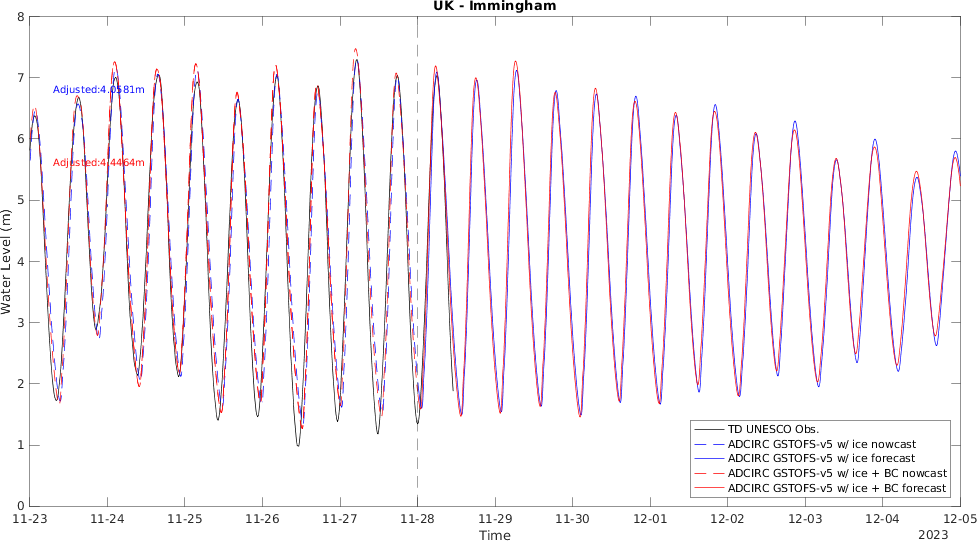 UK - Immingham
8
7
6
5
4
3
2
1
0
Water Level (m)
Adjusted:4.0581m
Adjusted:4.4464m
TD UNESCO Obs.
ADCIRC GSTOFS-v5 w/ ice nowcast
ADCIRC GSTOFS-v5 w/ ice forecast
ADCIRC GSTOFS-v5 w/ ice + BC nowcast
ADCIRC GSTOFS-v5 w/ ice + BC forecast
11-23 11-24 11-25 11-26 11-27 11-28 11-29 11-30 12-01 12-02 12-03 12-04 12-05
Time
2023